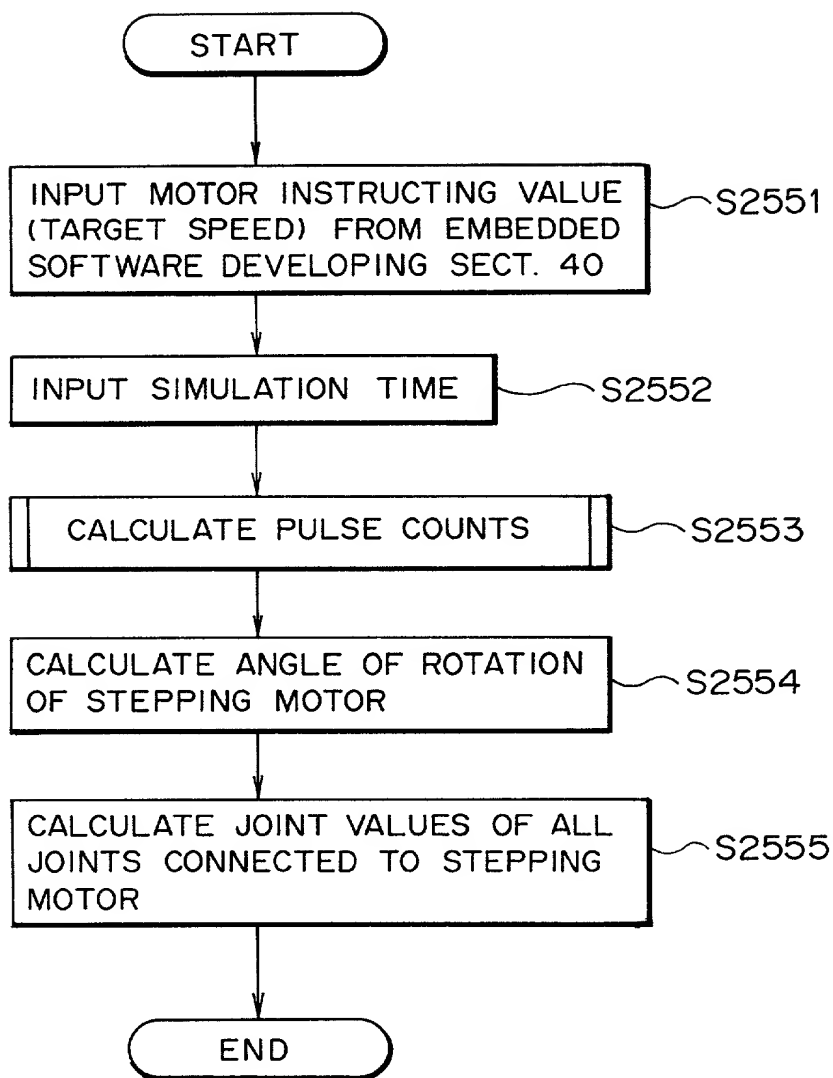 START
INPUT MOTOR INSTRUCTING VALUE
(TARGET SPEED) FROM EMBEDDED
SOFTWARE DEVELOPING SECT. 40
S2551
INPUT SIMULATION TIME
S2552
CALCULATE PULSE COUNTS
S2553
CALCULATE ANGLE OF ROTATION
OF STEPPING MOTOR
S2554
CALCULATE JOINT VALUES OF ALL
JOINTS CONNECTED TO STEPPING
MOTOR
S2555
END